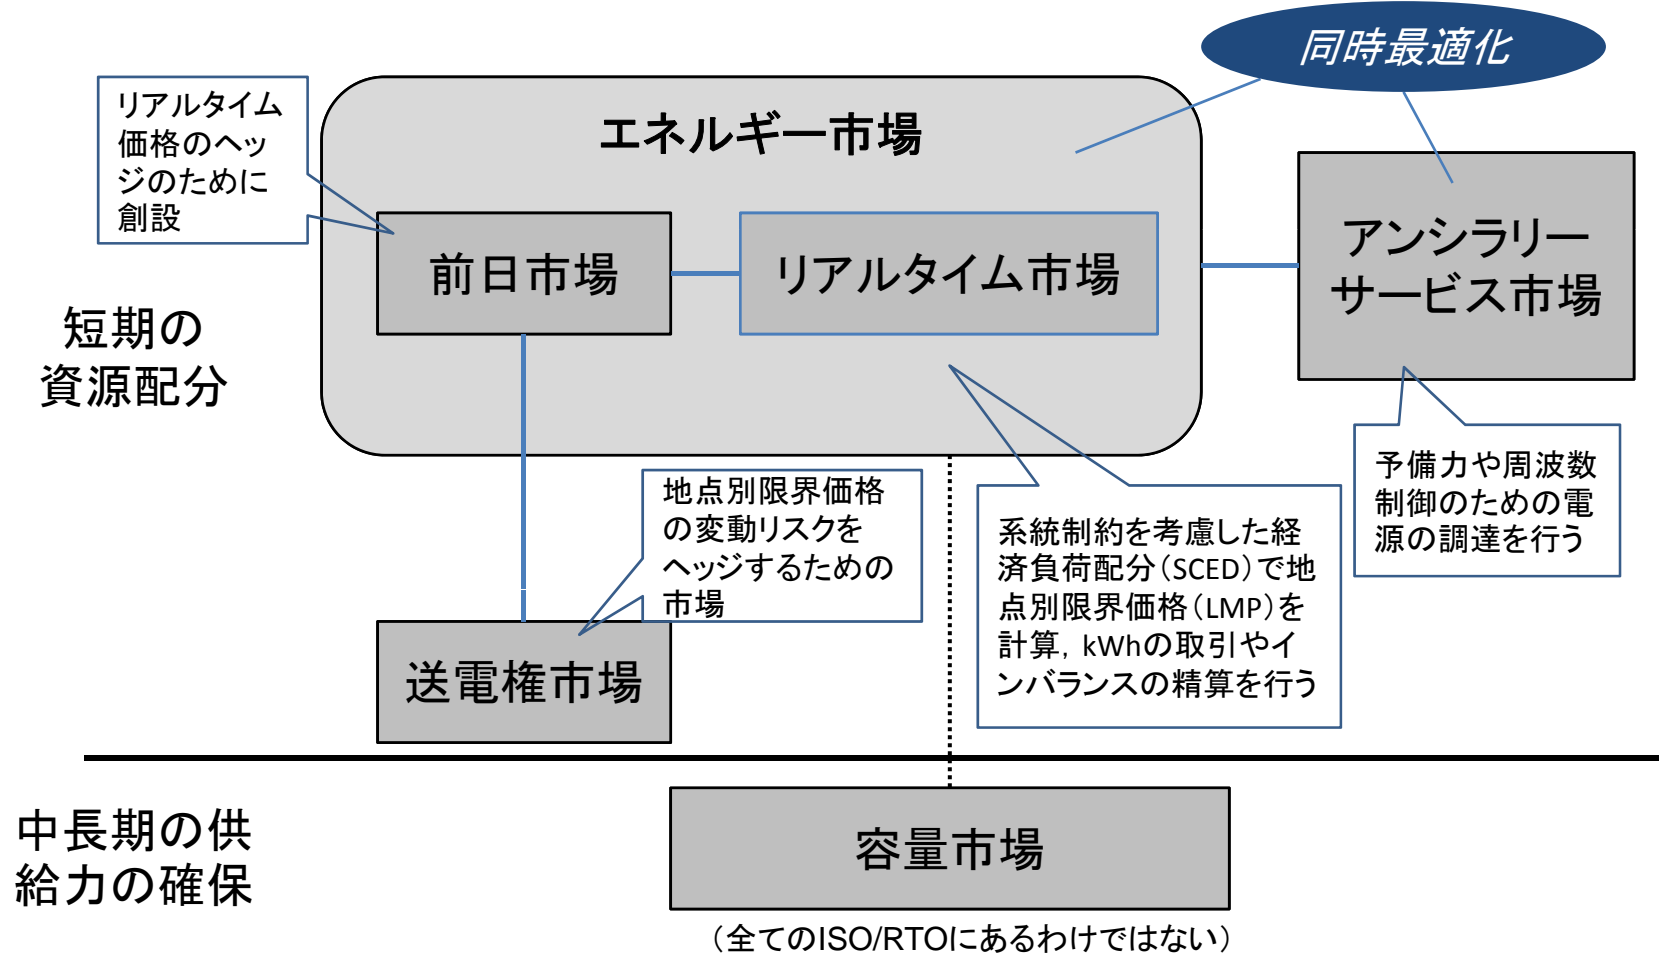 同時最適化
リアルタイム
価格のヘッ
ジのために
創設
エネルギー市場
前日市場
リアルタイム市場
アンシラリー
サービス市場
短期の
資源配分
地点別限界価格
の変動リスクを
ヘッジするための
市場
系統制約を考慮した経
済負荷配分（SCED）で地
点別限界価格（LMP）を
計算，kWhの取引やイ
ンバランスの精算を行う
予備力や周波数
制御のための電
源の調達を行う
送電権市場
中長期の供
給力の確保
容量市場
（全てのISO/RTOにあるわけではない）